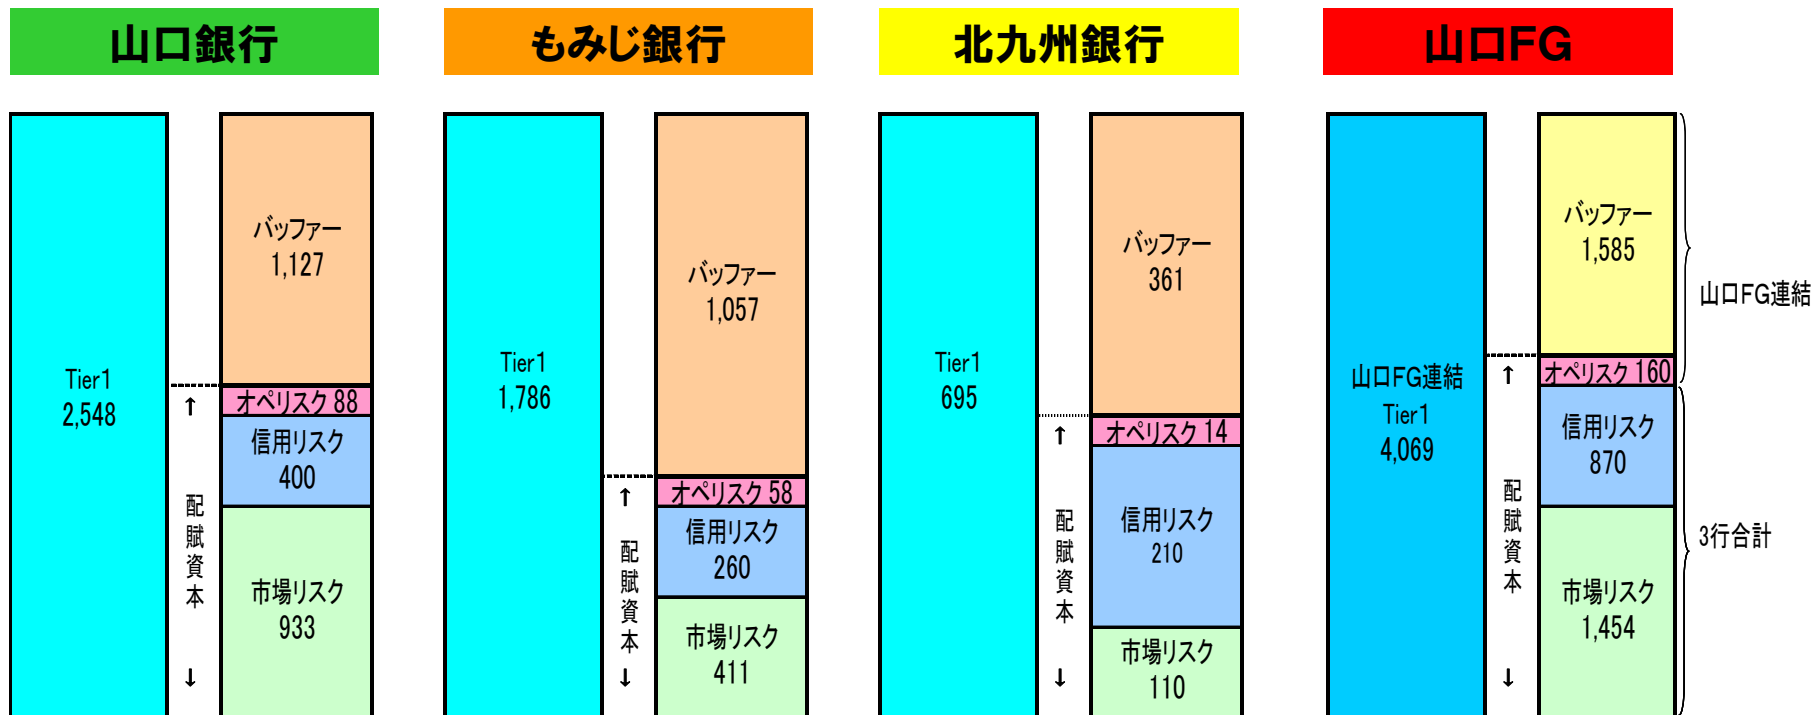 山口銀行
Tier1
2,548
↑
配
賦
資
本
↓
バッファー
1,127
オペリスク 88
信用リスク
400
市場リスク
933
もみじ銀行
Tier1
1,786
↑
配
賦
資
本
↓
バッファー
1,057
オペリスク 58
信用リスク
260
市場リスク
411
北九州銀行
Tier1
695
↑
配
賦
資
本
↓
バッファー
361
オペリスク 14
信用リスク
210
市場リスク
110
山口FG
山口FG連結
Tier1
4,069
↑
配
賦
資
本
↓
バッファー
1,585
オペリスク 160
信用リスク
870
市場リスク
1,454
山口FG連結
3行合計